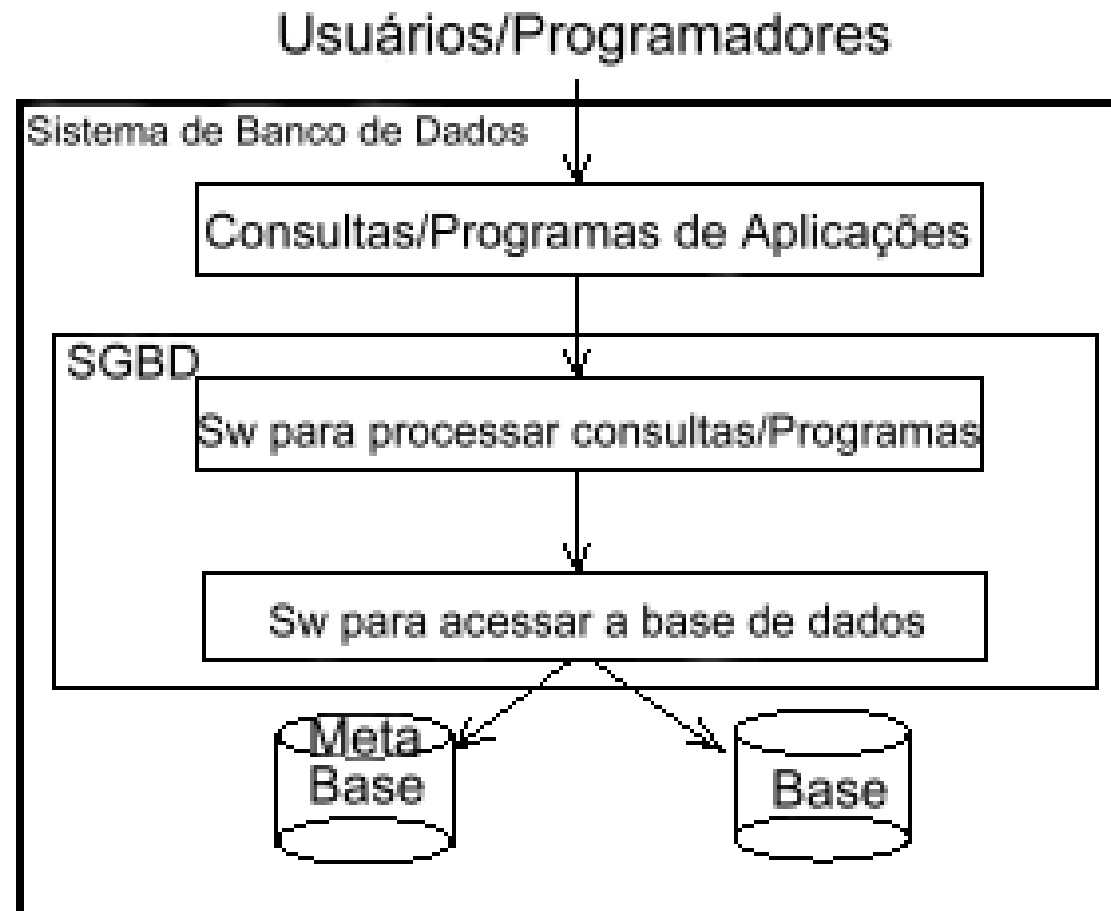 Usuários/Programadores
Sistema de Banco de Dados
Consultas/Programas de Aplicações
SGBD
Sw para processar consultas/Programas
Sw para acessar a base de dados
Meta
Base
Base